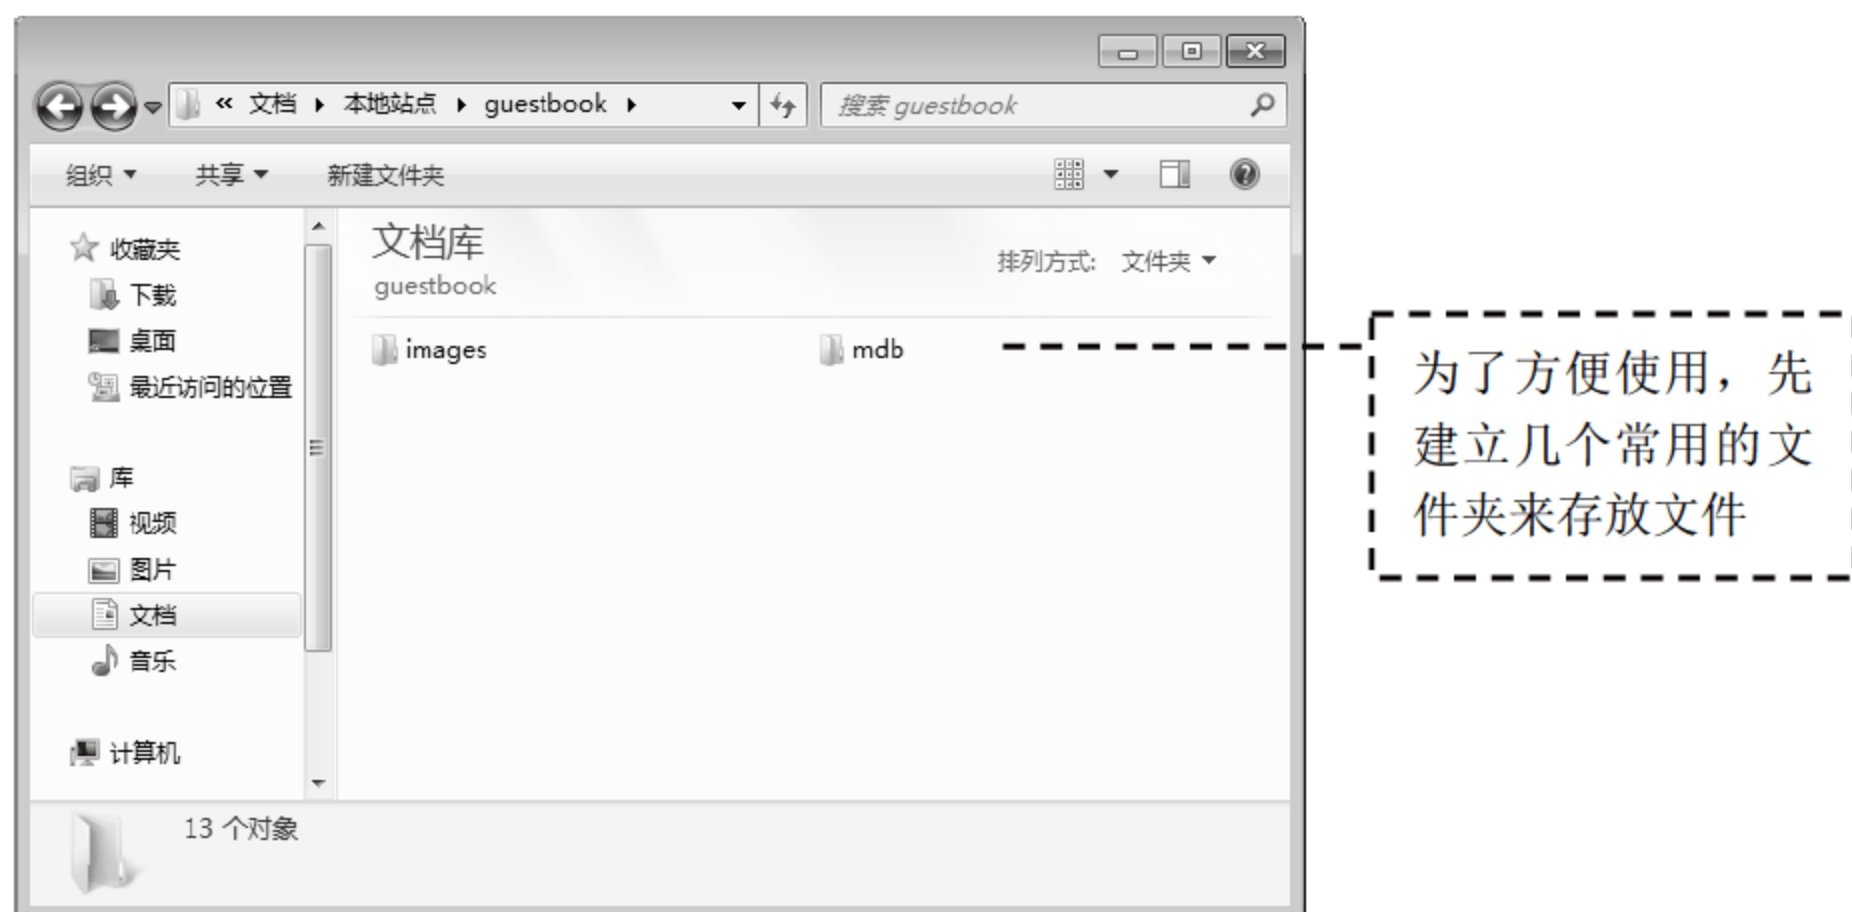 « 文档 ▸ 本地站点 ▸ guestbook ▸
搜索 guestbook
组织 共享 新建文件夹
收藏夹
下载
桌面
最近访问的位置
库
视频
图片
文档
音乐
计算机
文档库
guestbook
排列方式: 文件夹
images
mdb
13 个对象
为了方便使用，先
建立几个常用的文
件夹来存放文件